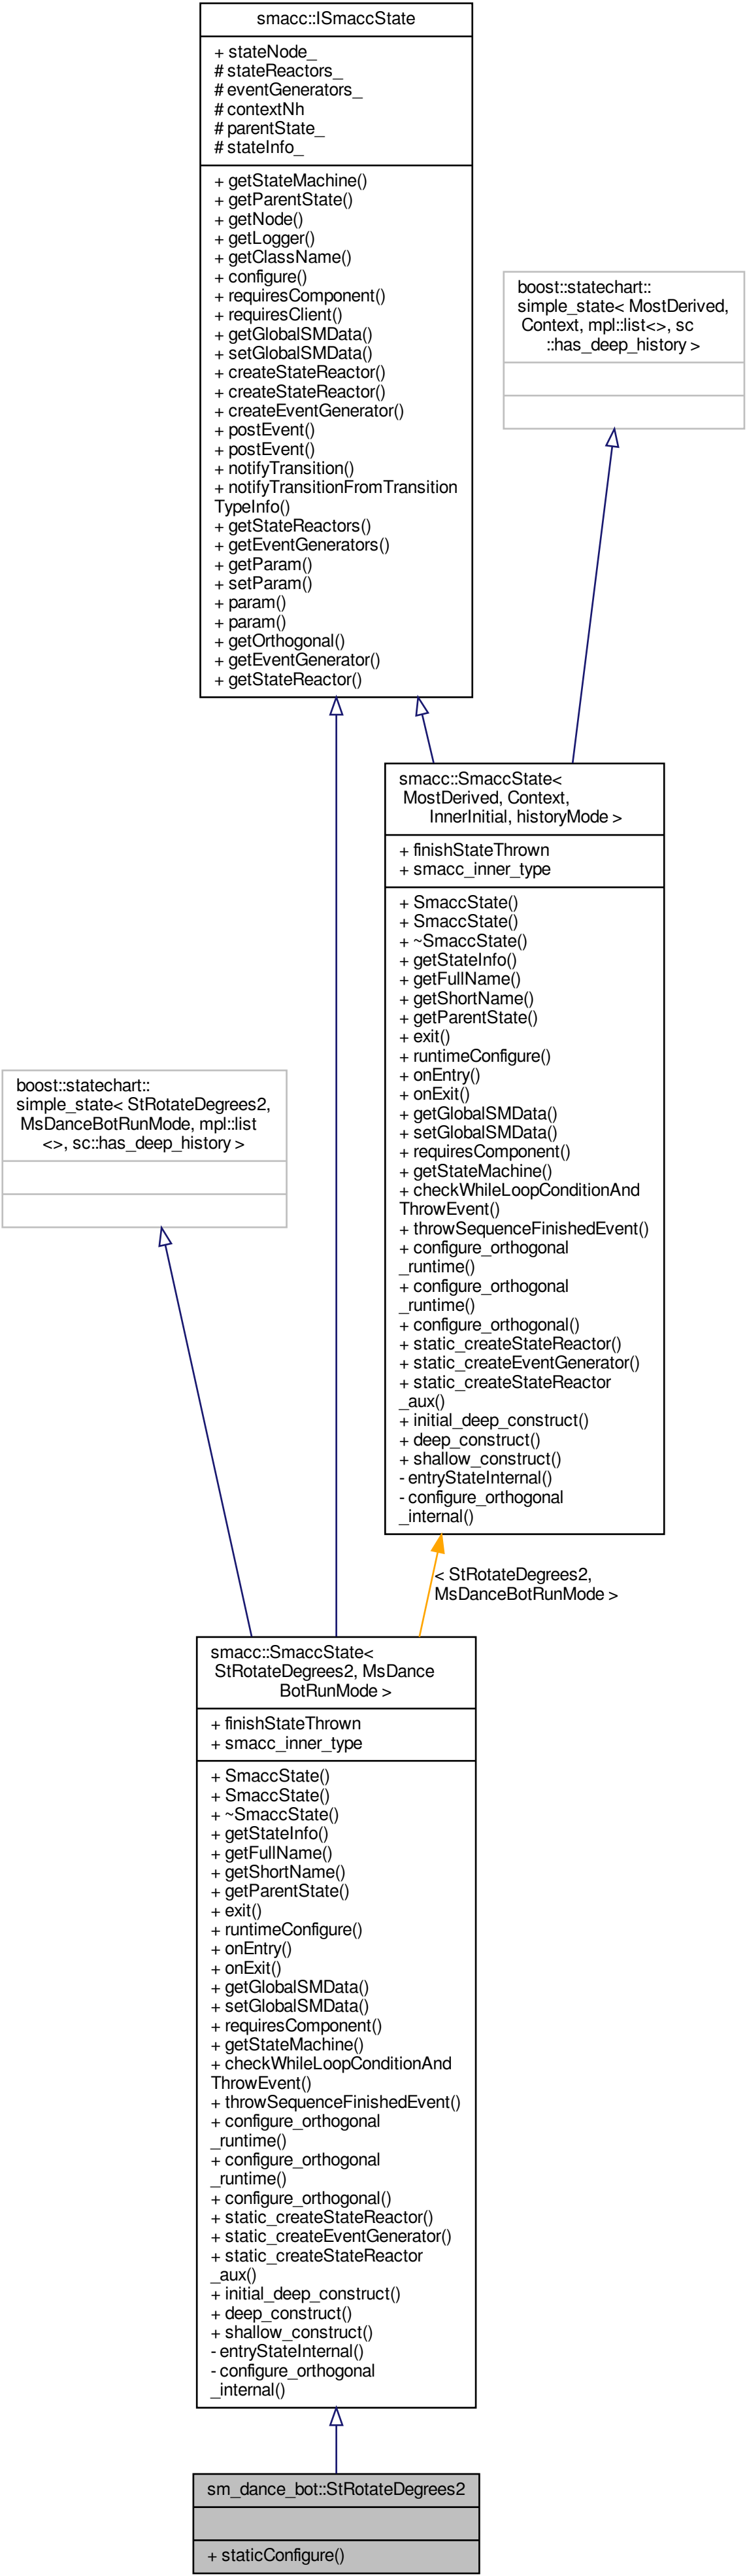 smacc::ISmaccState
+ stateNode_
# stateReactors_
# eventGenerators_
# contextNh
# parentState_
# stateInfo_
+ getStateMachine()
+ getParentState()
+ getNode()
+ getLogger()
+ getClassName()
+ configure()
+ requiresComponent()
+ requiresClient()
+ getGlobalSMData()
+ setGlobalSMData()
+ createStateReactor()
+ createStateReactor()
+ createEventGenerator()
+ postEvent()
+ postEvent()
+ notifyTransition()
+ notifyTransitionFromTransition
TypeInfo()
+ getStateReactors()
+ getEventGenerators()
+ getParam()
+ setParam()
+ param()
+ param()
+ getOrthogonal()
+ getEventGenerator()
+ getStateReactor()
boost::statechart::
simple_state< MostDerived,
Context, mpl::list<>, sc
::has_deep_history >
smacc::SmaccState<
MostDerived, Context,
InnerInitial, historyMode >
+ finishStateThrown
+ smacc_inner_type
+ SmaccState()
+ SmaccState()
+ ~SmaccState()
+ getStateInfo()
+ getFullName()
+ getShortName()
+ getParentState()
+ exit()
+ runtimeConfigure()
+ onEntry()
+ onExit()
+ getGlobalSMData()
+ setGlobalSMData()
+ requiresComponent()
+ getStateMachine()
+ checkWhileLoopConditionAnd
ThrowEvent()
+ throwSequenceFinishedEvent()
+ configure_orthogonal
_runtime()
+ configure_orthogonal
_runtime()
+ configure_orthogonal()
+ static_createStateReactor()
+ static_createEventGenerator()
+ static_createStateReactor
_aux()
+ initial_deep_construct()
+ deep_construct()
+ shallow_construct()
- entryStateInternal()
- configure_orthogonal
_internal()
boost::statechart::
simple_state< StRotateDegrees2,
MsDanceBotRunMode, mpl::list
<>, sc::has_deep_history >
< StRotateDegrees2,
MsDanceBotRunMode >
smacc::SmaccState<
StRotateDegrees2, MsDance
BotRunMode >
+ finishStateThrown
+ smacc_inner_type
+ SmaccState()
+ SmaccState()
+ ~SmaccState()
+ getStateInfo()
+ getFullName()
+ getShortName()
+ getParentState()
+ exit()
+ runtimeConfigure()
+ onEntry()
+ onExit()
+ getGlobalSMData()
+ setGlobalSMData()
+ requiresComponent()
+ getStateMachine()
+ checkWhileLoopConditionAnd
ThrowEvent()
+ throwSequenceFinishedEvent()
+ configure_orthogonal
_runtime()
+ configure_orthogonal
_runtime()
+ configure_orthogonal()
+ static_createStateReactor()
+ static_createEventGenerator()
+ static_createStateReactor
_aux()
+ initial_deep_construct()
+ deep_construct()
+ shallow_construct()
- entryStateInternal()
- configure_orthogonal
_internal()
sm_dance_bot::StRotateDegrees2
+ staticConfigure()